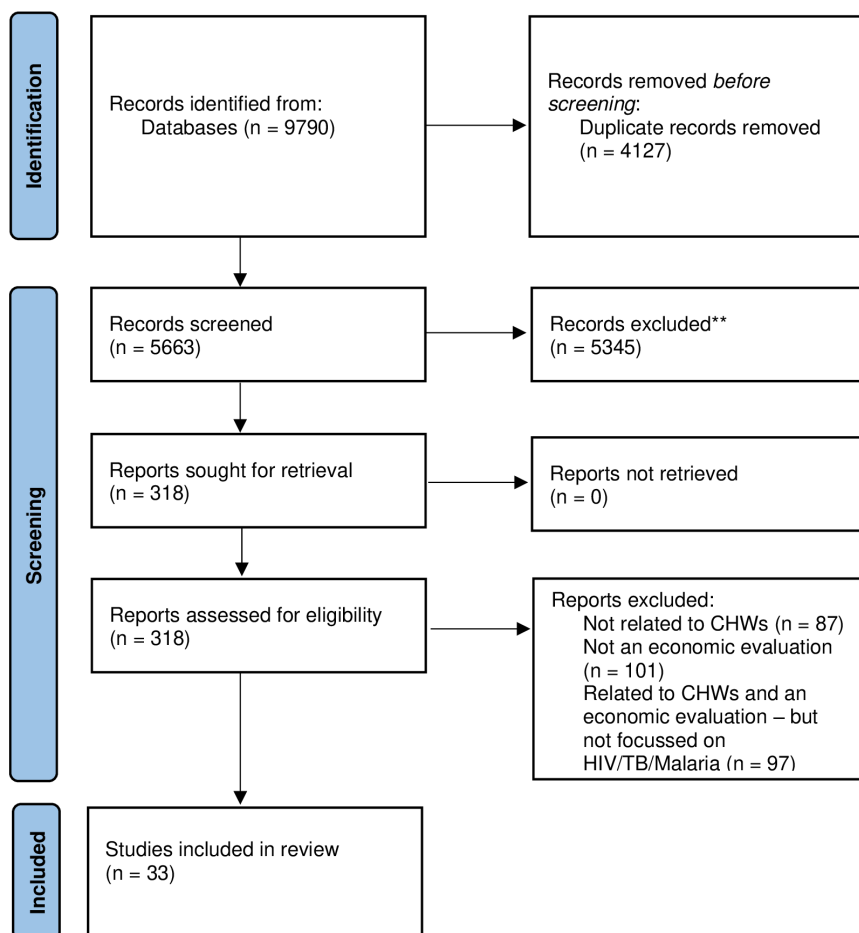 Identification
Records identified from:
Databases (n = 9790)
Records removed before
screening:
Duplicate records removed
(n = 4127)
Screening
Records screened
(n = 5663)
Records excluded**
(n = 5345)
Reports sought for retrieval
(n = 318)
Reports not retrieved
(n = 0)
Reports assessed for eligibility
(n = 318)
Reports excluded:
Not related to CHWs (n = 87)
Not an economic evaluation
(n = 101)
Related to CHWs and an
economic evaluation – but
not focussed on
HIV/TB/Malaria (n = 97)
Included
Studies included in review
(n = 33)